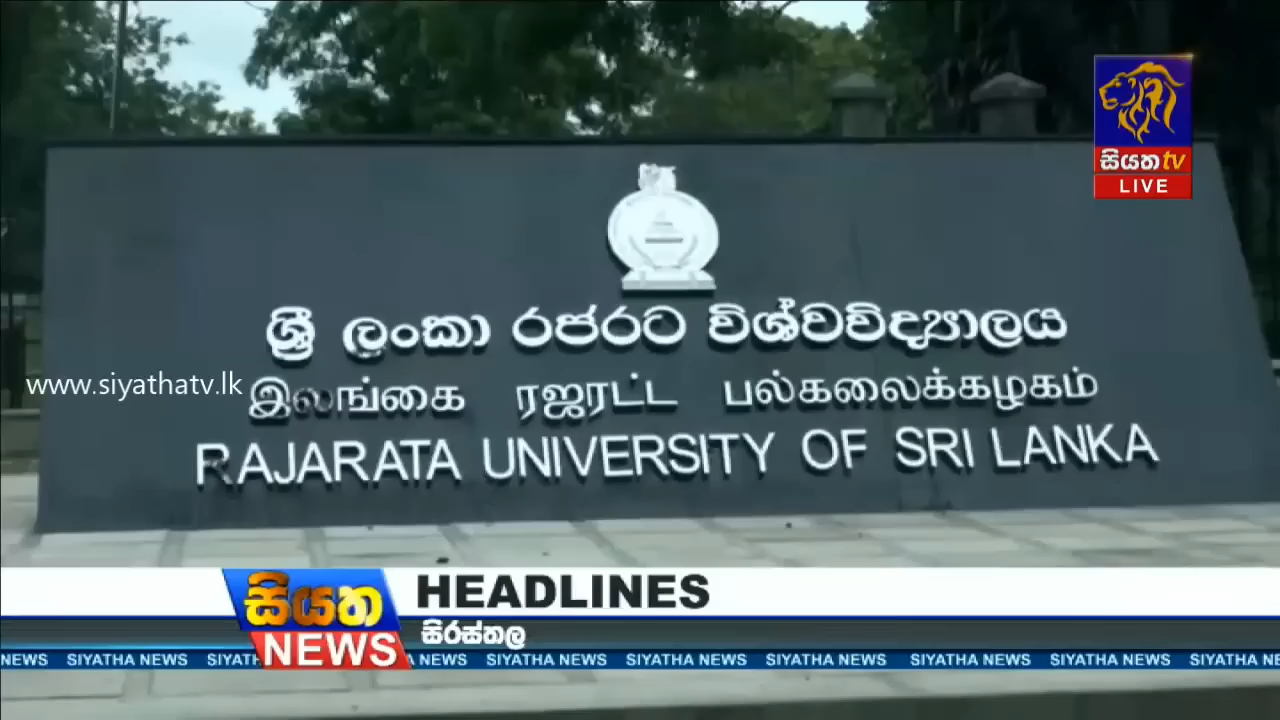 සියත tv
LIVE
ශ්‍රී ලංකා රජරට විශ්වවිද්‍යාලය
www.siyathatv.lk
இலங்கை ரஜரட்ட பல்கலைக்கழகம்
RAJARATA UNIVERSITY OF SRI LANKA
සියත
NEWS
HEADLINES
සිරස්තල
NEWS SIYATHA NEWS SIYATH A NEWS SIYATHA NEWS SIYATHA NEWS SIYATHA NEWS SIYATHA NEWS SIYATHA NEWS SIYATHA NE